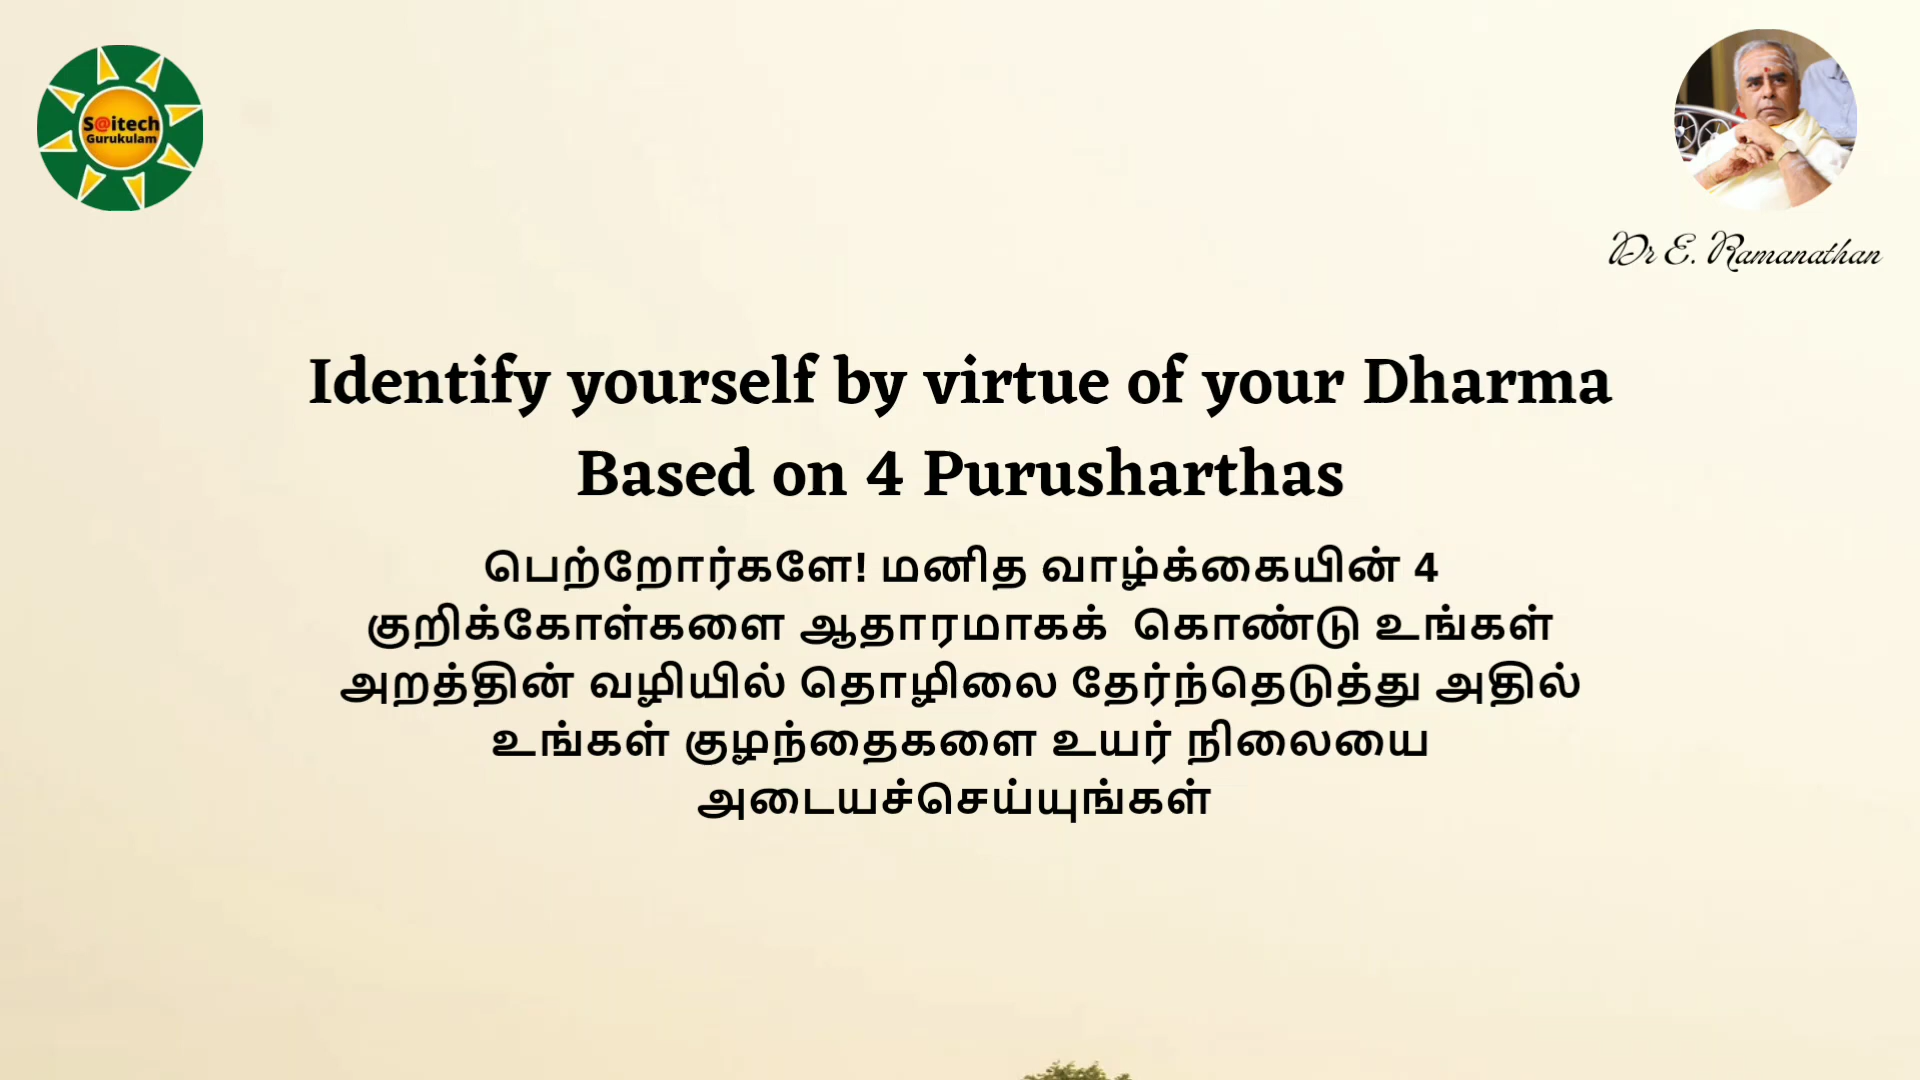 S@itech
Gurukulam
Dr E. Ramanathan
Identify yourself by virtue of your Dharma
Based on 4 Purusharthas
பெற்றோர்களே! மனித வாழ்க்கையின் 4
குறிக்கோள்களை ஆதாரமாகக் கொண்டு உங்கள்
அறத்தின் வழியில் தொழிலை தேர்ந்தெடுத்து அதில்
உங்கள் குழந்தைகளை உயர் நிலையை
அடையச்செய்யுங்கள்